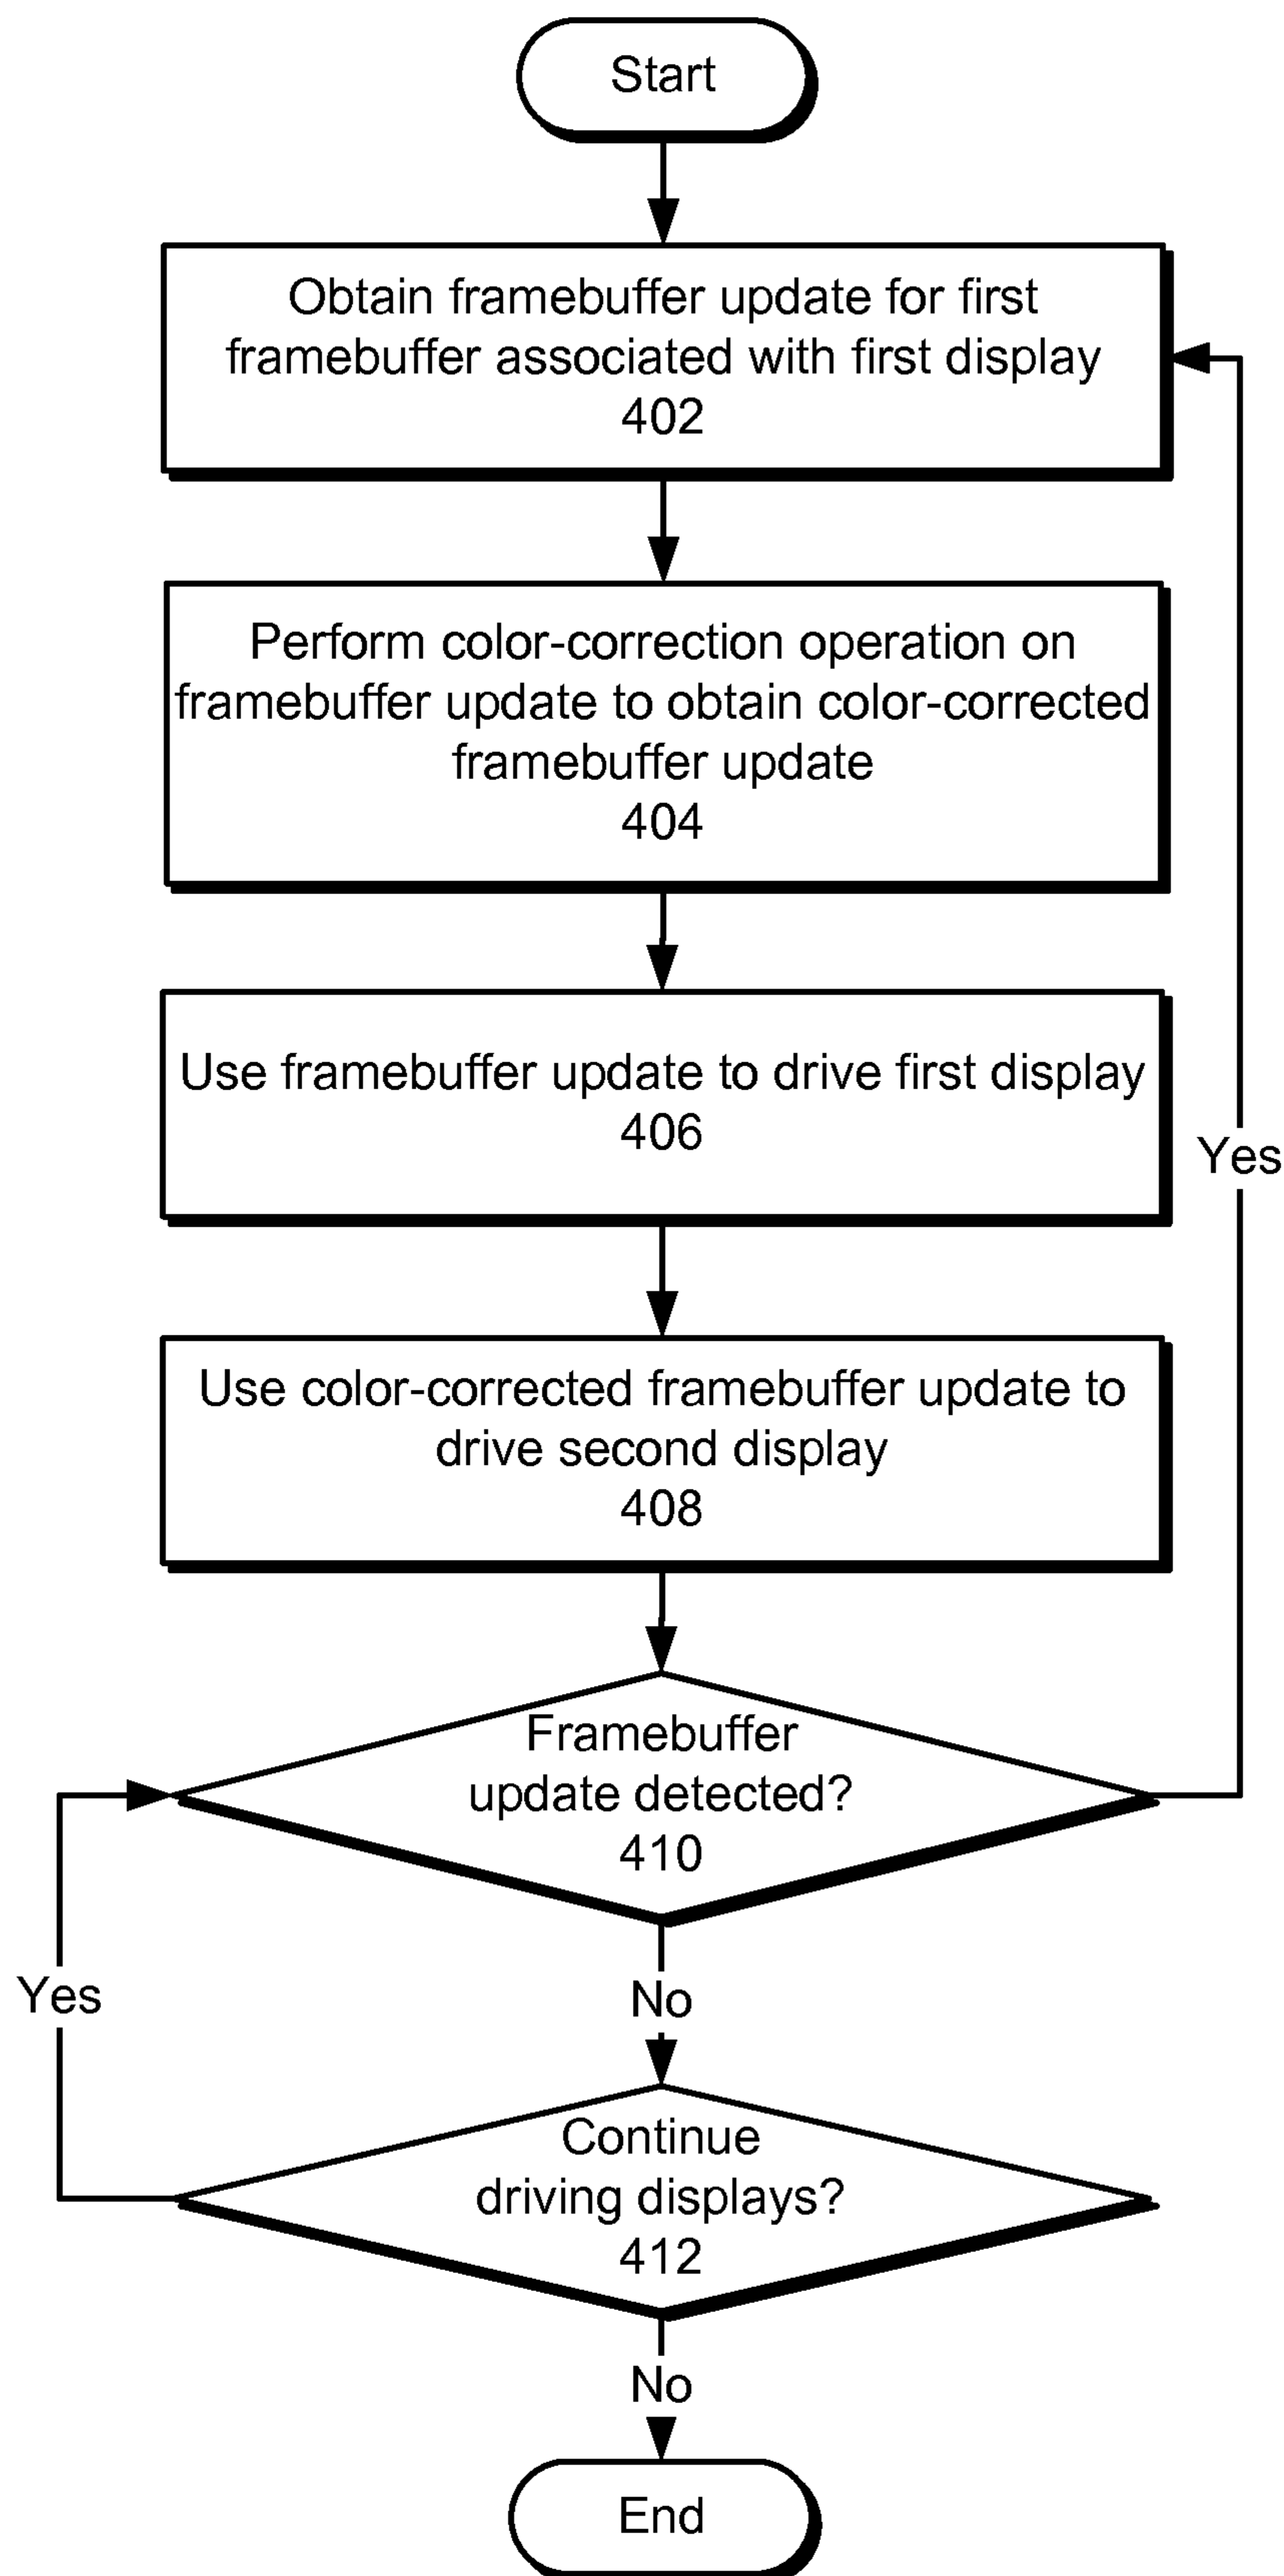 Start
Obtain framebuffer update for first
framebuffer associated with first display
402
Perform color-correction operation on
framebuffer update to obtain color-corrected
framebuffer update
404
Use framebuffer update to drive first display
406
Yes
Use color-corrected framebuffer update to
drive second display
408
Framebuffer
update detected?
410
Yes
No
Continue
driving displays?
412
No
End